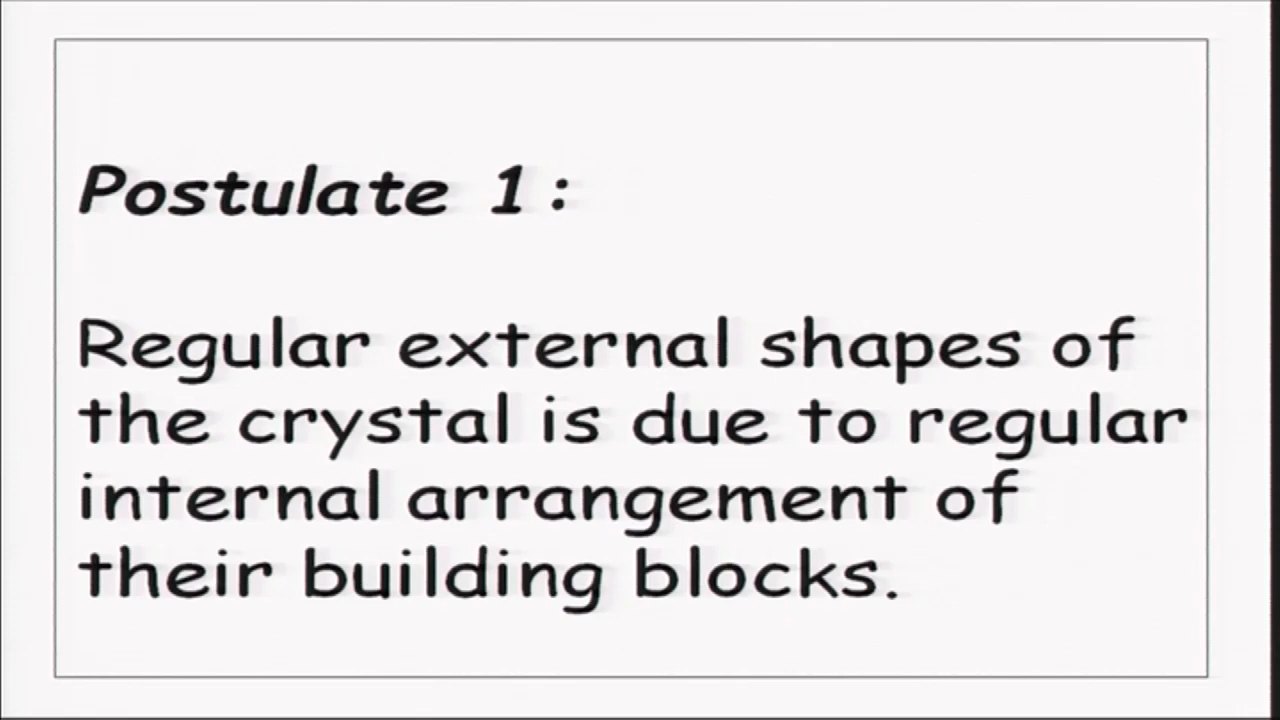 Postulate 1 :
Regular external shapes of
the crystal is due to regular
internal arrangement of
their building blocks.